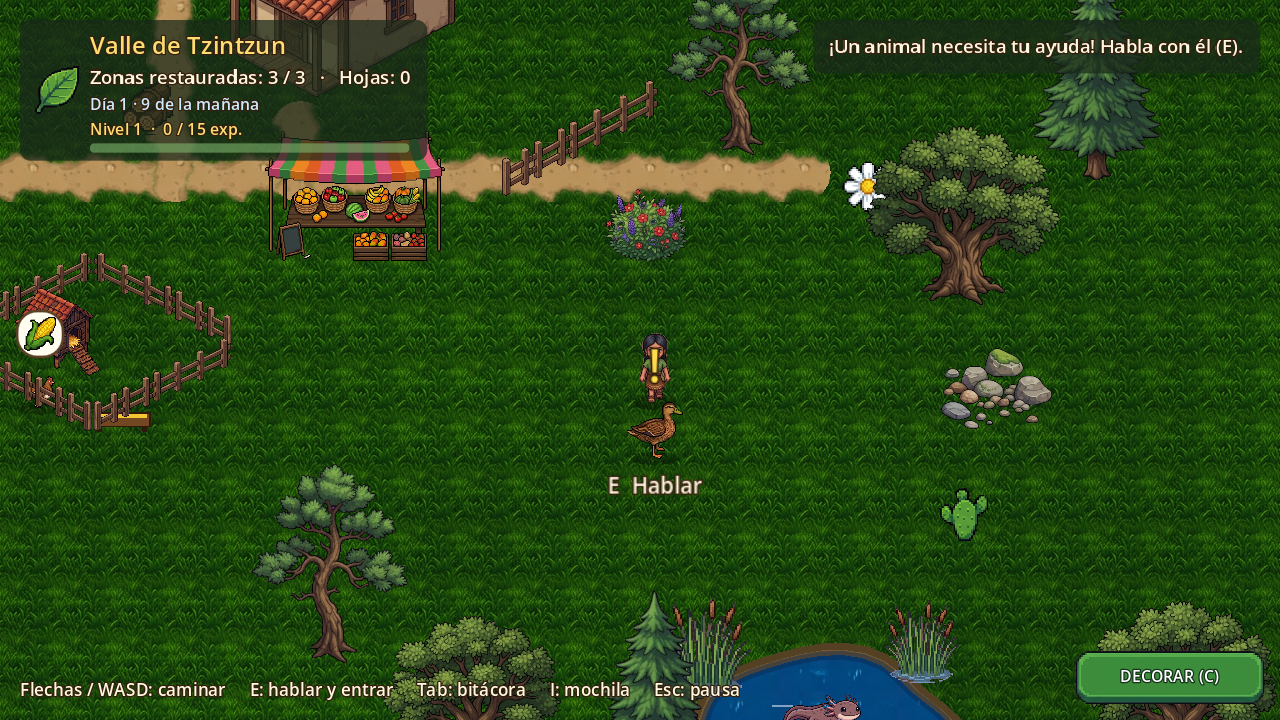 Valle de Tzintzun
Zonas restauradas: 3 / 3 · Hojas: 0
Día 1 · 9 de la mañana
Nivel 1 · 0 / 15 exp.
¡Un animal necesita tu ayuda! Habla con él (E).
E Hablar
Flechas / WASD: caminar E: hablar y entrar Tab: bitácora I: mochila Esc: pausa
DECORAR (C)